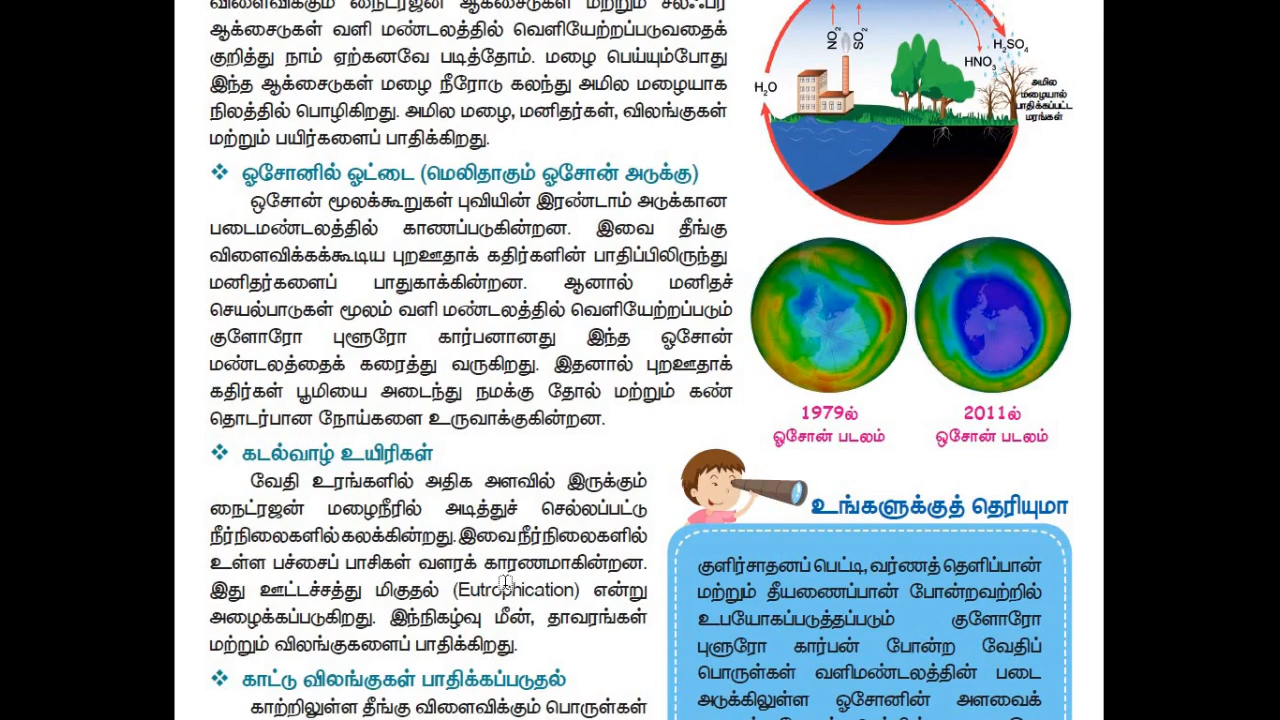 விளைவிக்கும் நைட்ரஜன் ஆக்சைடுகள் மற்றும் சல்ஃபர்
ஆக்சைடுகள் வளி மண்டலத்தில் வெளியேற்றப்படுவதைக்
குறித்து நாம் ஏற்கனவே படித்தோம். மழை பெய்யும்போது
இந்த ஆக்சைடுகள் மழை நீரோடு கலந்து அமில மழையாக
நிலத்தில் பொழிகிறது. அமில மழை, மனிதர்கள், விலங்குகள்
மற்றும் பயிர்களைப் பாதிக்கிறது.
❖ ஓசோனில் ஓட்டை (மெலிதாகும் ஓசோன் அடுக்கு)
ஓசோன் மூலக்கூறுகள் புவியின் இரண்டாம் அடுக்கான
படைமண்டலத்தில் காணப்படுகின்றன. இவை தீங்கு
விளைவிக்கக்கூடிய புறஊதாக் கதிர்களின் பாதிப்பிலிருந்து
மனிதர்களைப் பாதுகாக்கின்றன. ஆனால் மனிதச்
செயல்பாடுகள் மூலம் வளி மண்டலத்தில் வெளியேற்றப்படும்
குளோரோ புளூரோ கார்பனானது இந்த ஓசோன்
மண்டலத்தைக் கரைத்து வருகிறது. இதனால் புறஊதாக்
கதிர்கள் பூமியை அடைந்து நமக்கு தோல் மற்றும் கண்
தொடர்பான நோய்களை உருவாக்குகின்றன.
❖ கடல்வாழ் உயிரிகள்
வேதி உரங்களில் அதிக அளவில் இருக்கும்
நைட்ரஜன் மழைநீரில் அடித்துச் செல்லப்பட்டு
நீர்நிலைகளில் கலக்கின்றது. இவை நீர்நிலைகளில்
உள்ள பச்சைப் பாசிகள் வளரக் காரணமாகின்றன.
இது ஊட்டச்சத்து மிகுதல் (Eutrophication) என்று
அழைக்கப்படுகிறது. இந்நிகழ்வு மீன், தாவரங்கள்
மற்றும் விலங்குகளைப் பாதிக்கிறது.
❖ காட்டு விலங்குகள் பாதிக்கப்படுதல்
காற்றிலுள்ள தீங்கு விளைவிக்கும் பொருள்கள்
NO₂
SO₂
H₂SO₄
HNO₃
H₂O
அமில
மழையால்
பாதிக்கப்பட்ட
மரங்கள்
1979ல்
ஓசோன் படலம்
2011ல்
ஒசோன் படலம்
உங்களுக்குத் தெரியுமா
குளிர்சாதனப் பெட்டி, வர்ணத் தெளிப்பான்
மற்றும் தீயணைப்பான் போன்றவற்றில்
உபயோகப்படுத்தப்படும் குளோரோ
புளுரோ கார்பன் போன்ற வேதிப்
பொருள்கள் வளிமண்டலத்தின் படை
அடுக்கிலுள்ள ஓசோனின் அளவைக்